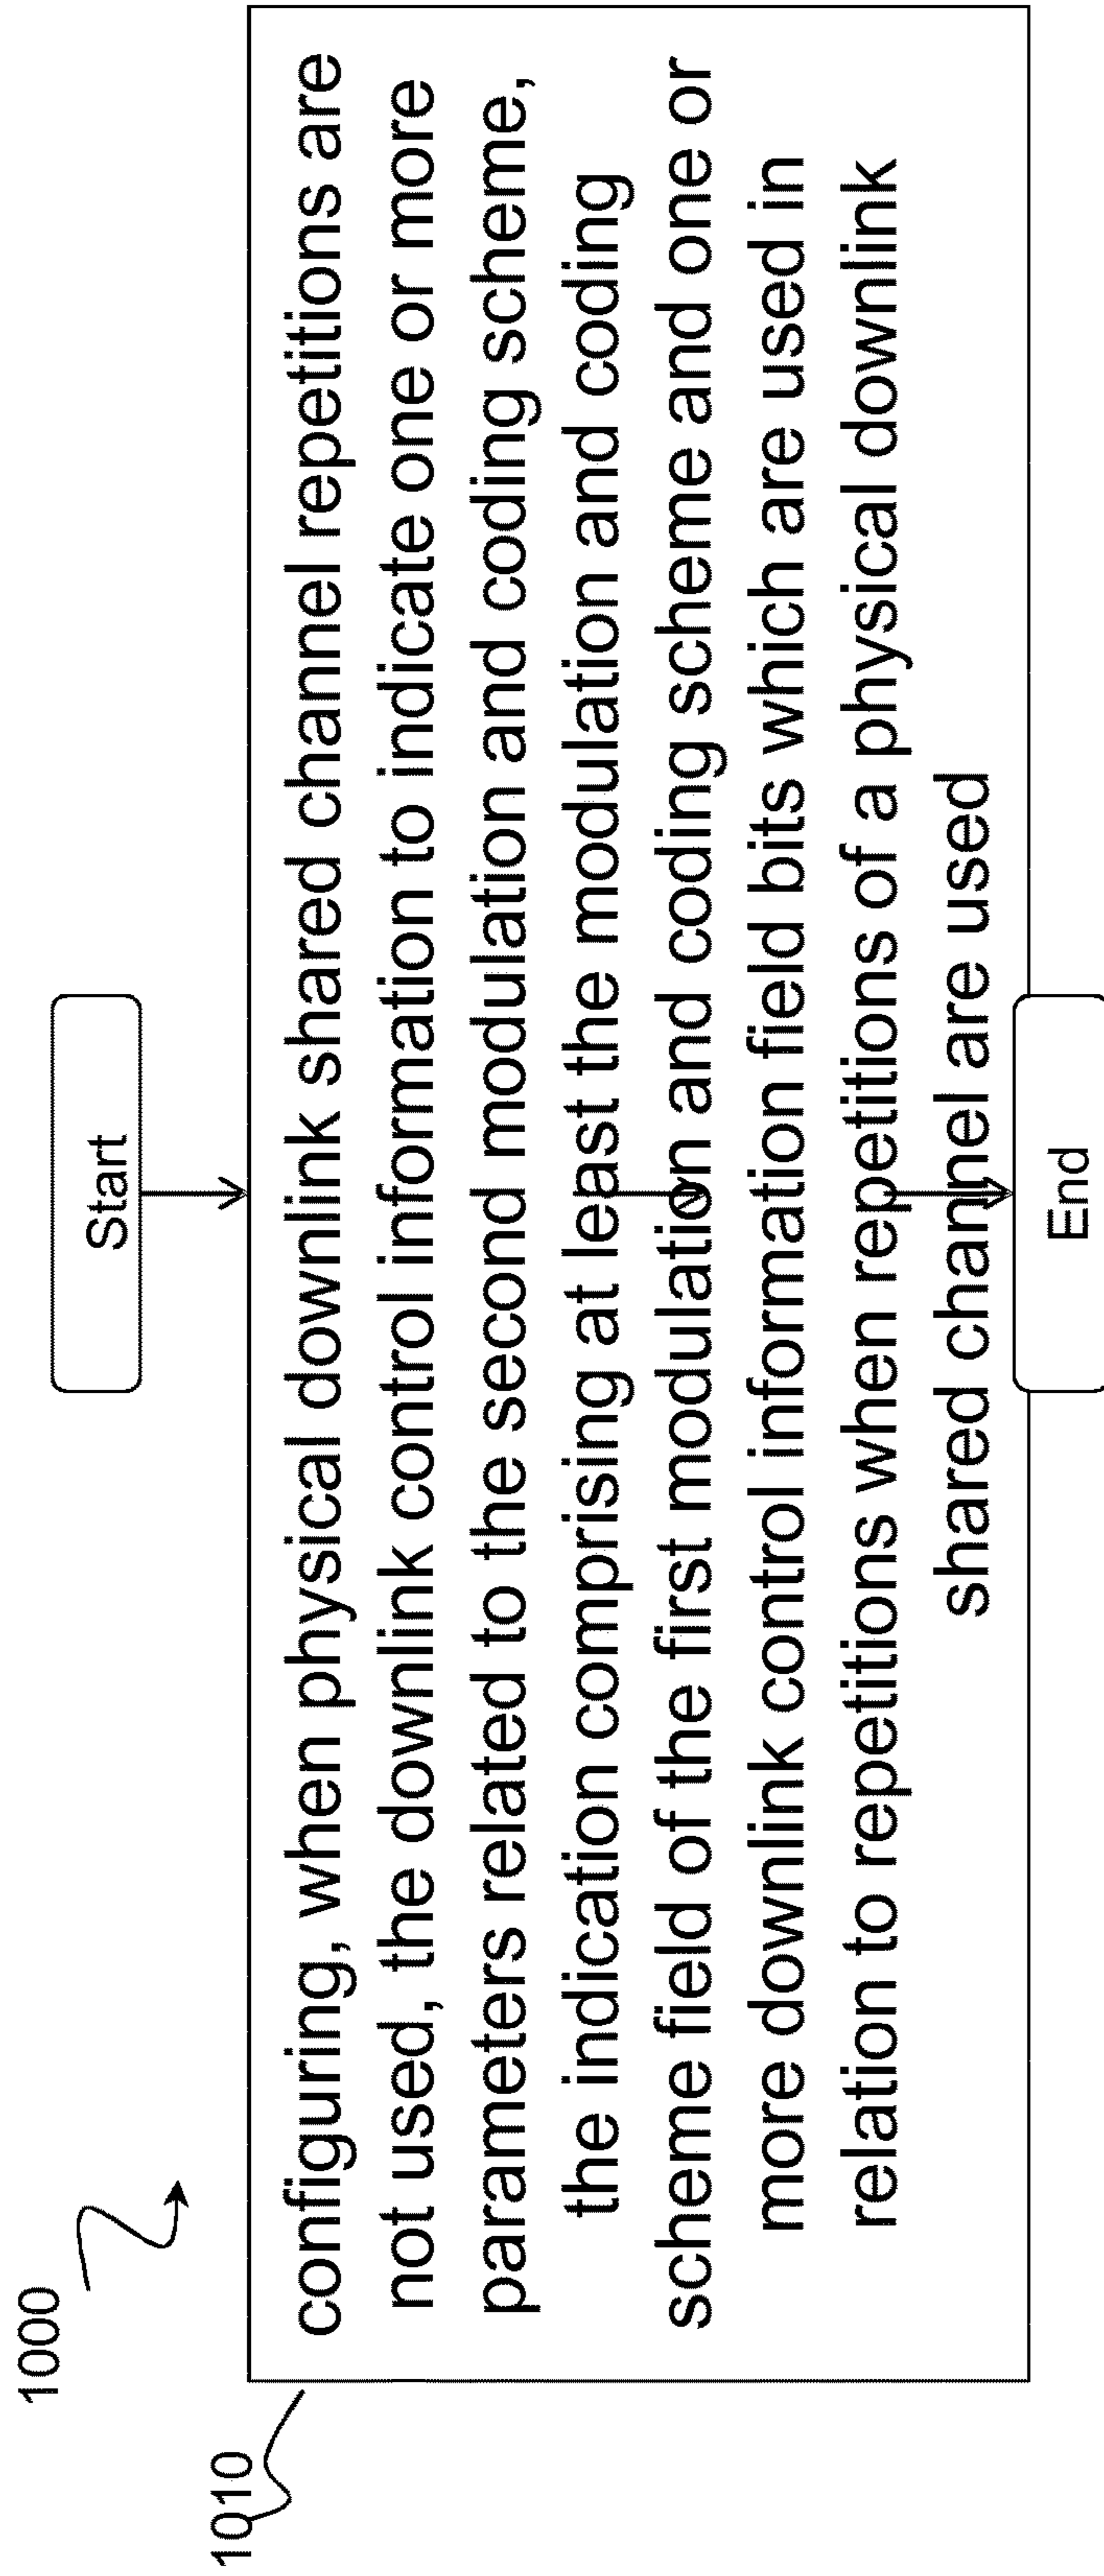 1000
Start
1010
configuring, when physical downlink shared channel repetitions are
not used, the downlink control information to indicate one or more
parameters related to the second modulation and coding scheme,
the indication comprising at least the modulation and coding
scheme field of the first modulation and coding scheme and one or
more downlink control information field bits which are used in
relation to repetitions when repetitions of a physical downlink
shared channel are used
End